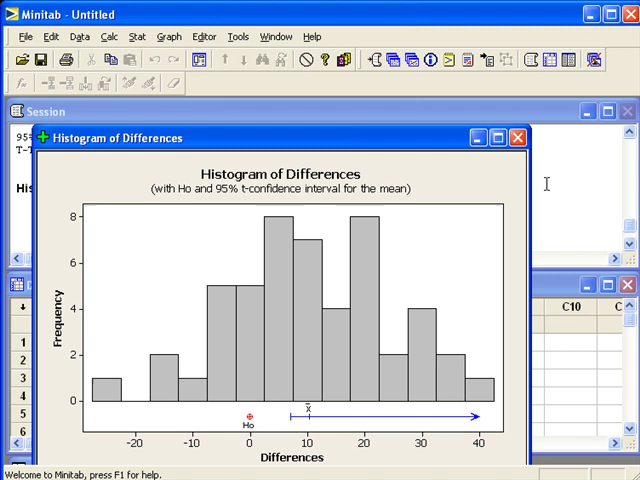 Minitab - Untitled
File Edit Data Calc Stat Graph Editor Tools Window Help
Session
95%
T-T
Histogram of Differences
His
Histogram of Differences
(with Ho and 95% t-confidence interval for the mean)
8
6
4
2
0
Frequency
X
Ho
-20 -10 0 10 20 30 40
Differences
C10 C
1
2
3
4
5
6
Welcome to Minitab, press F1 for help.